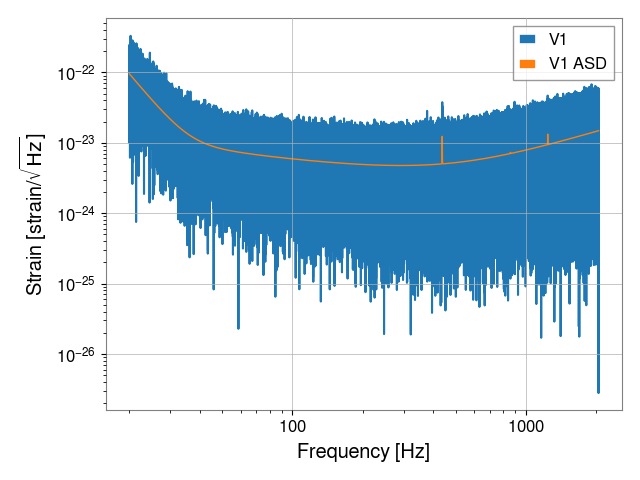 V1
V1 ASD
Strain [strain/√Hz]
10⁻²²
10⁻²³
10⁻²⁴
10⁻²⁵
10⁻²⁶
100
1000
Frequency [Hz]